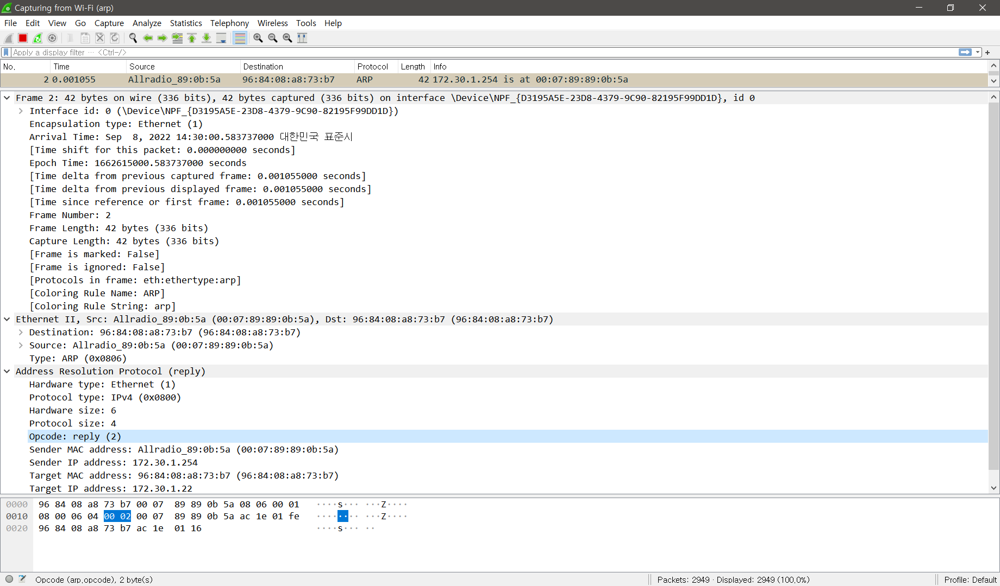 Capturing from Wi-Fi (arp)
File Edit View Go Capture Analyze Statistics Telephony Wireless Tools Help
Apply a display filter ... <Ctrl-/>
No. Time Source Destination Protocol Length Info
2 0.001055 Allradio_89:0b:5a 96:84:08:a8:73:b7 ARP 42 172.30.1.254 is at 00:07:89:89:0b:5a
Frame 2: 42 bytes on wire (336 bits), 42 bytes captured (336 bits) on interface \Device\NPF_{D3195A5E-23D8-4379-9C90-82195F99DD1D}, id 0
Interface id: 0 (\Device\NPF_{D3195A5E-23D8-4379-9C90-82195F99DD1D})
Encapsulation type: Ethernet (1)
Arrival Time: Sep  8, 2022 14:30:00.583737000 대한민국 표준시
[Time shift for this packet: 0.000000000 seconds]
Epoch Time: 1662615000.583737000 seconds
[Time delta from previous captured frame: 0.001055000 seconds]
[Time delta from previous displayed frame: 0.001055000 seconds]
[Time since reference or first frame: 0.001055000 seconds]
Frame Number: 2
Frame Length: 42 bytes (336 bits)
Capture Length: 42 bytes (336 bits)
[Frame is marked: False]
[Frame is ignored: False]
[Protocols in frame: eth:ethertype:arp]
[Coloring Rule Name: ARP]
[Coloring Rule String: arp]
Ethernet II, Src: Allradio_89:0b:5a (00:07:89:89:0b:5a), Dst: 96:84:08:a8:73:b7 (96:84:08:a8:73:b7)
Destination: 96:84:08:a8:73:b7 (96:84:08:a8:73:b7)
Source: Allradio_89:0b:5a (00:07:89:89:0b:5a)
Type: ARP (0x0806)
Address Resolution Protocol (reply)
Hardware type: Ethernet (1)
Protocol type: IPv4 (0x0800)
Hardware size: 6
Protocol size: 4
Opcode: reply (2)
Sender MAC address: Allradio_89:0b:5a (00:07:89:89:0b:5a)
Sender IP address: 172.30.1.254
Target MAC address: 96:84:08:a8:73:b7 (96:84:08:a8:73:b7)
Target IP address: 172.30.1.22
0000 96 84 08 a8 73 b7 00 07 89 89 0b 5a 08 06 00 01 ····s··· ···Z····
0010 08 00 06 04 00 02 00 07 89 89 0b 5a ac 1e 01 fe ········ ···Z····
0020 96 84 08 a8 73 b7 ac 1e 01 16 ····s··· ··
Opcode (arp.opcode), 2 byte(s) Packets: 2949 · Displayed: 2949 (100.0%) Profile: Default